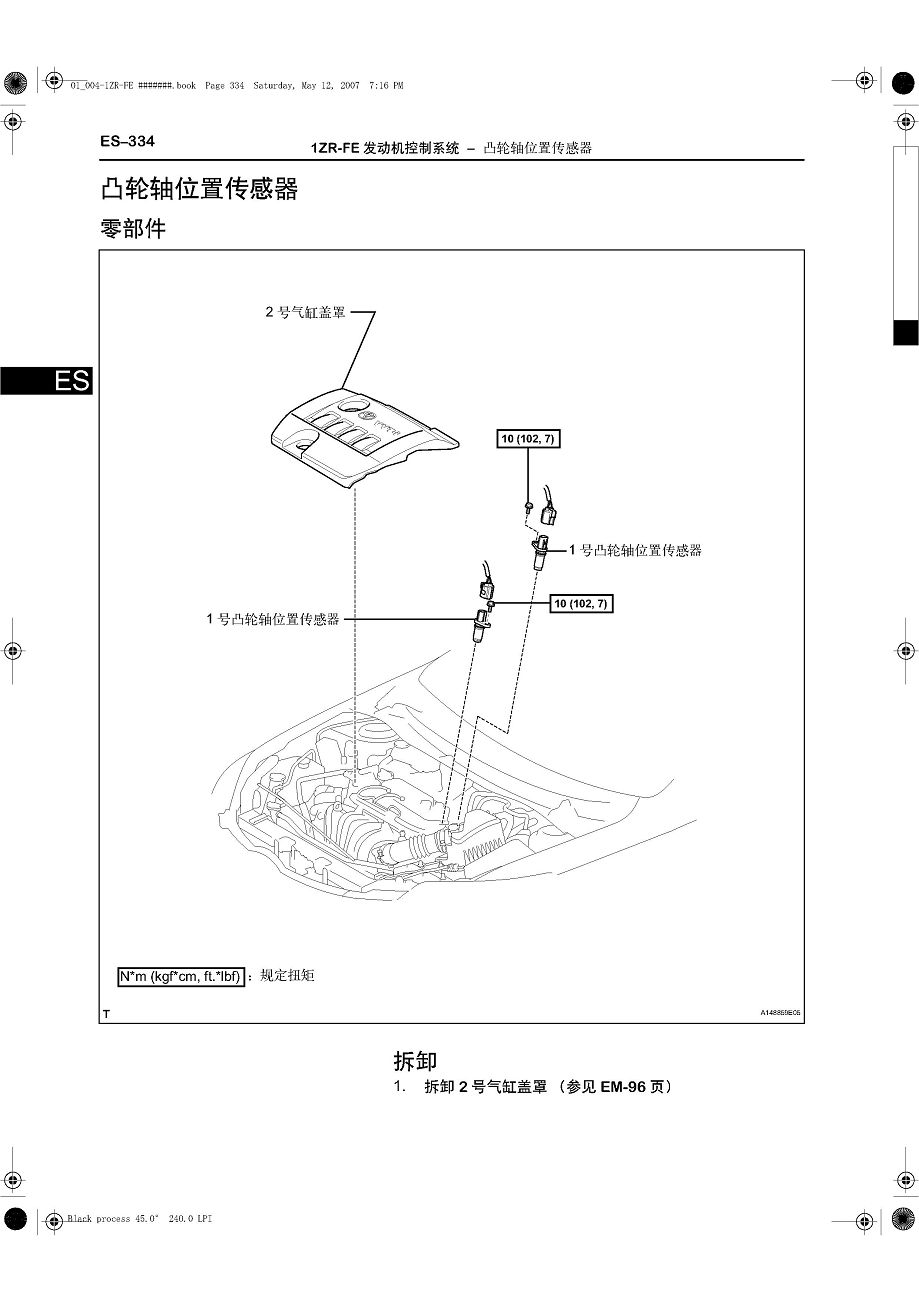 01_004-1ZR-FE #######.book Page 334 Saturday, May 12, 2007 7:16 PM
ES–334
1ZR-FE 发动机控制系统 – 凸轮轴位置传感器
凸轮轴位置传感器
零部件
2 号气缸盖罩
ES
10 (102, 7)
1 号凸轮轴位置传感器
10 (102, 7)
1 号凸轮轴位置传感器
N*m (kgf*cm, ft.*lbf) : 规定扭矩
T
A148859E05
拆卸
1. 拆卸 2 号气缸盖罩 （参见 EM-96 页）
Black process 45.0° 240.0 LPI